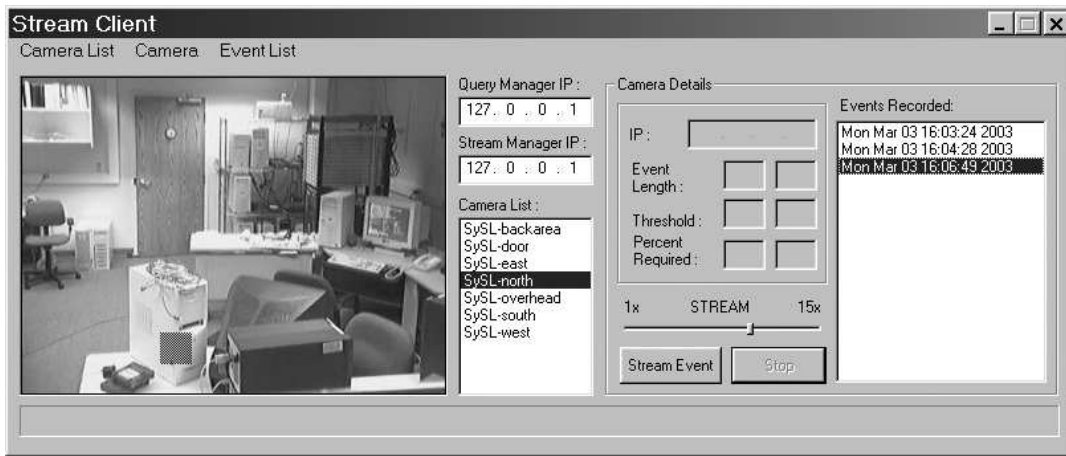 Stream Client
Camera List Camera Event List
Query Manager IP :
127. 0 . 0 . 1
Stream Manager IP :
127. 0 . 0 . 1
Camera List :
SySL-backarea
SySL-door
SySL-east
SySL-north
SySL-overhead
SySL-south
SySL-west
Camera Details
IP :
Event
Length :
Threshold :
Percent
Required :
1x STREAM 15x
Stream Event Stop
Events Recorded:
Mon Mar 03 16:03:24 2003
Mon Mar 03 16:04:28 2003
Mon Mar 03 16:06:49 2003